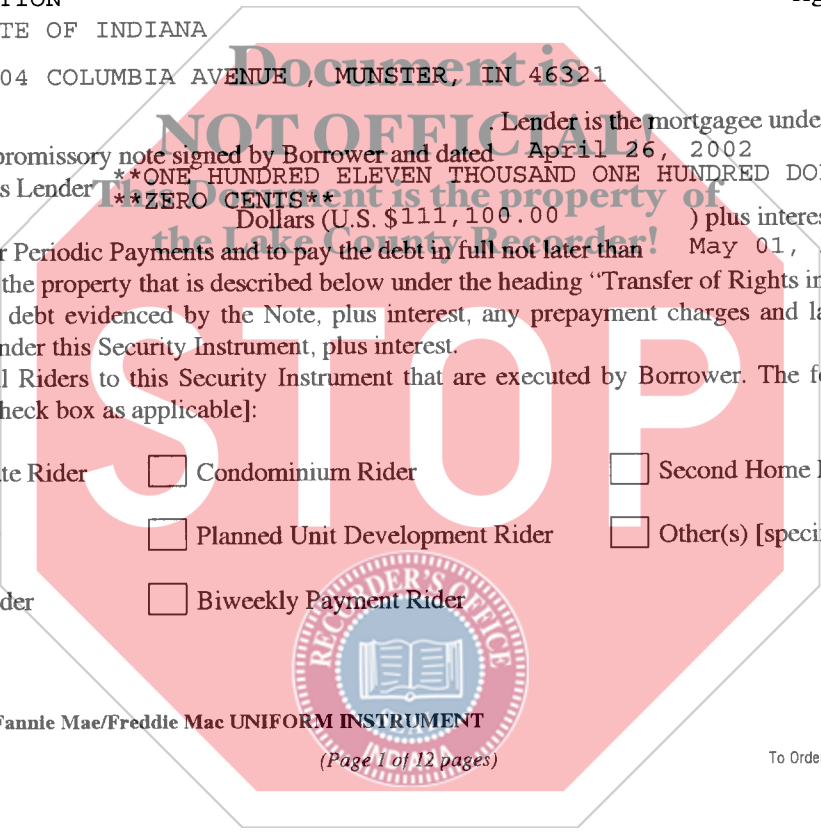 TE OF INDIANA
04 COLUMBIA AVENUE , MUNSTER, IN 46321
Document is
NOT OFFICIAL!
This Document is the property of
the Lake County Recorder!
. Lender is the mortgagee unde
promissory note signed by Borrower and dated April 26, 2002
s Lender **ONE HUNDRED ELEVEN THOUSAND ONE HUNDRED DO
**ZERO CENTS**
Dollars (U.S. $111,100.00 ) plus interes
r Periodic Payments and to pay the debt in full not later than May 01,
the property that is described below under the heading “Transfer of Rights in
debt evidenced by the Note, plus interest, any prepayment charges and la
nder this Security Instrument, plus interest.
l Riders to this Security Instrument that are executed by Borrower. The fo
heck box as applicable]:
STOP
te Rider Condominium Rider Second Home
Planned Unit Development Rider Other(s) [speci
der Biweekly Payment Rider
RECORDER'S OFFICE
SEAL
INDIANA
Fannie Mae/Freddie Mac UNIFORM INSTRUMENT
(Page 1 of 12 pages)
To Orde